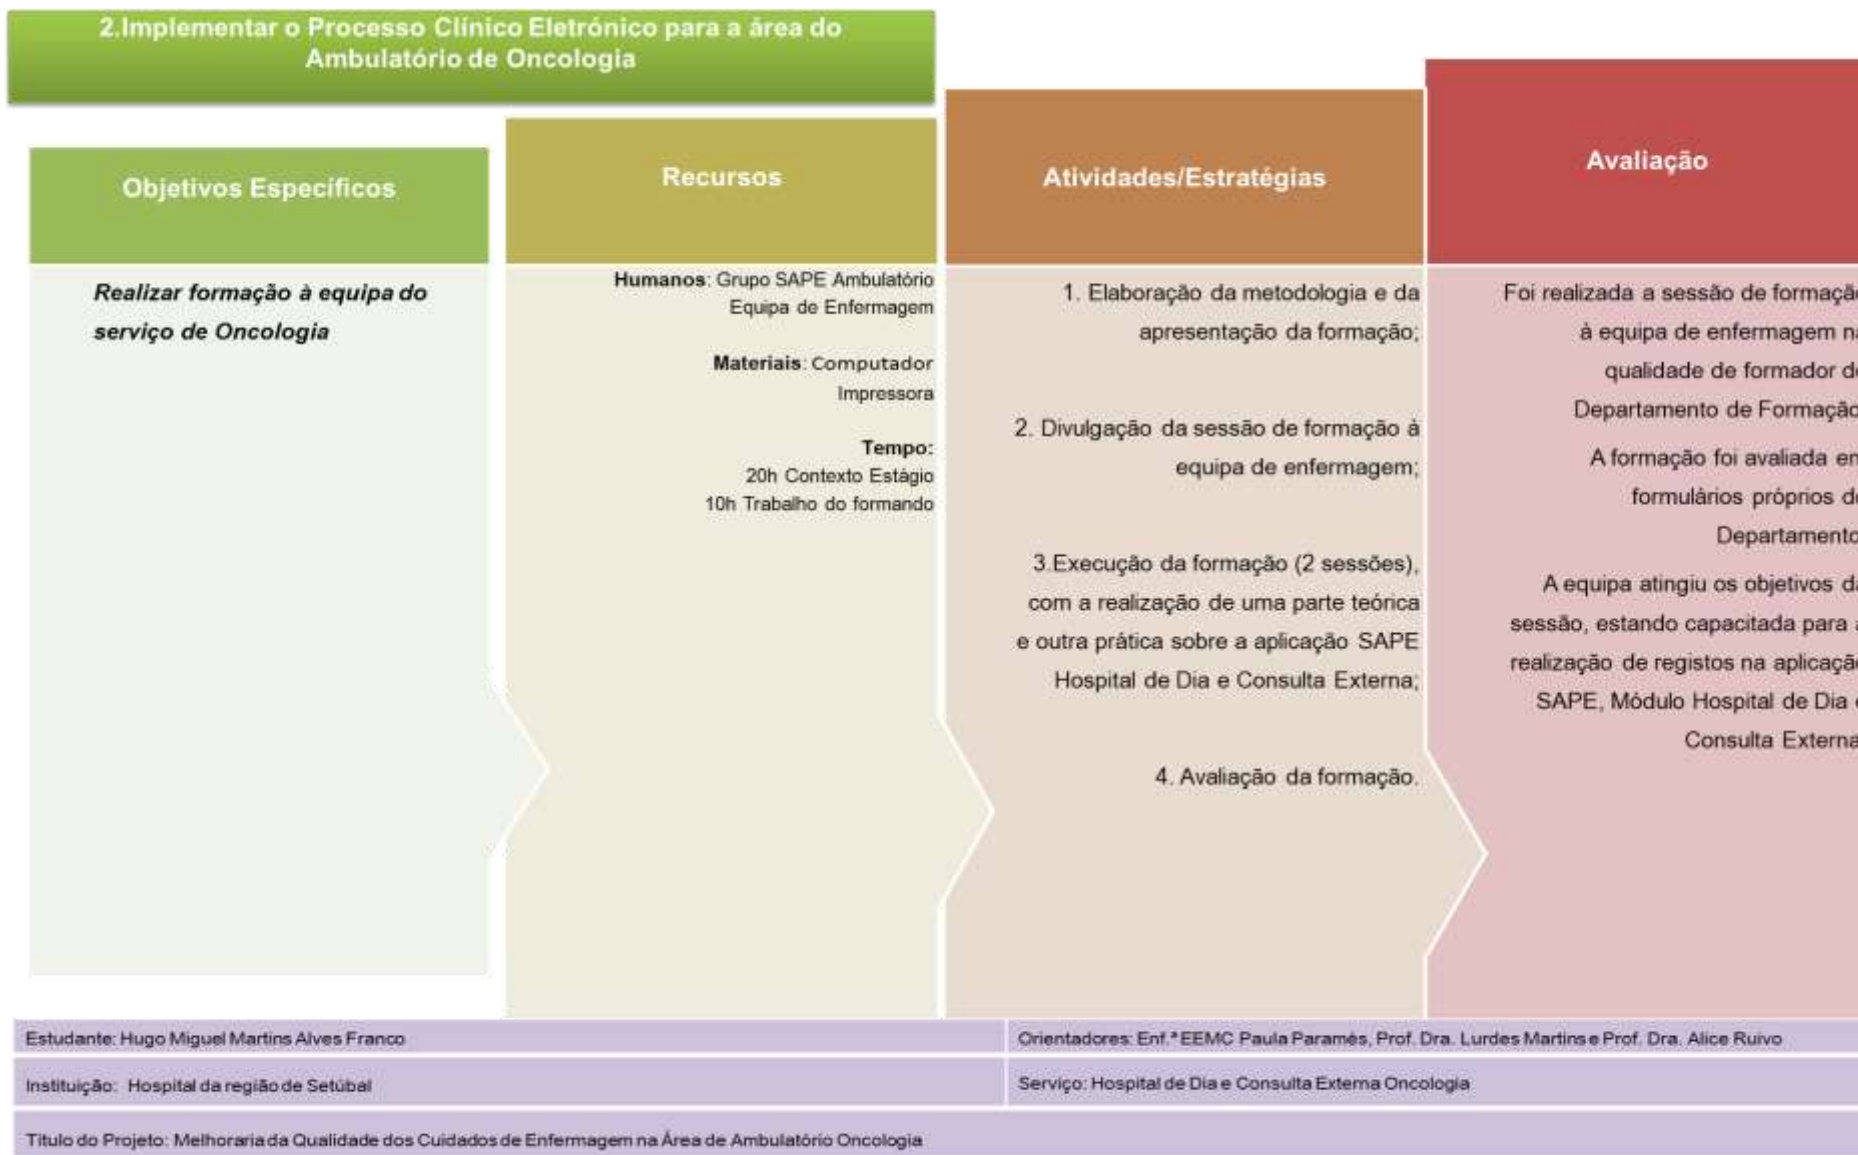 2.Implementar o Processo Clínico Eletrónico para a área do
Ambulatório de Oncologia
Objetivos Específicos
Realizar formação à equipa do
serviço de Oncologia
Recursos
Humanos: Grupo SAPE Ambulatório
Equipa de Enfermagem
Materiais: Computador
Impressora
Tempo:
20h Contexto Estágio
10h Trabalho do formando
Atividades/Estratégias
1. Elaboração da metodologia e da
apresentação da formação;
2. Divulgação da sessão de formação á
equipa de enfermagem;
3.Execução da formação (2 sessões),
com a realização de uma parte teórica
e outra prática sobre a aplicação SAPE
Hospital de Dia e Consulta Externa;
4. Avaliação da formação.
Avaliação
Foi realizada a sessão de formação
à equipa de enfermagem na
qualidade de formador do
Departamento de Formação
A formação foi avaliada em
formulários próprios do
Departamento
A equipa atingiu os objetivos da
sessão, estando capacitada para a
realização de registos na aplicação
SAPE, Módulo Hospital de Dia e
Consulta Externa
Estudante: Hugo Miguel Martins Alves Franco
Orientadores: Enf.ª EEMC Paula Paramés, Prof. Dra. Lurdes Martins e Prof. Dra. Alice Ruivo
Instituição: Hospital da região de Setúbal
Serviço: Hospital de Dia e Consulta Externa Oncologia
Titulo do Projeto: Melhoraria da Qualidade dos Cuidados de Enfermagem na Área de Ambulatório Oncologia